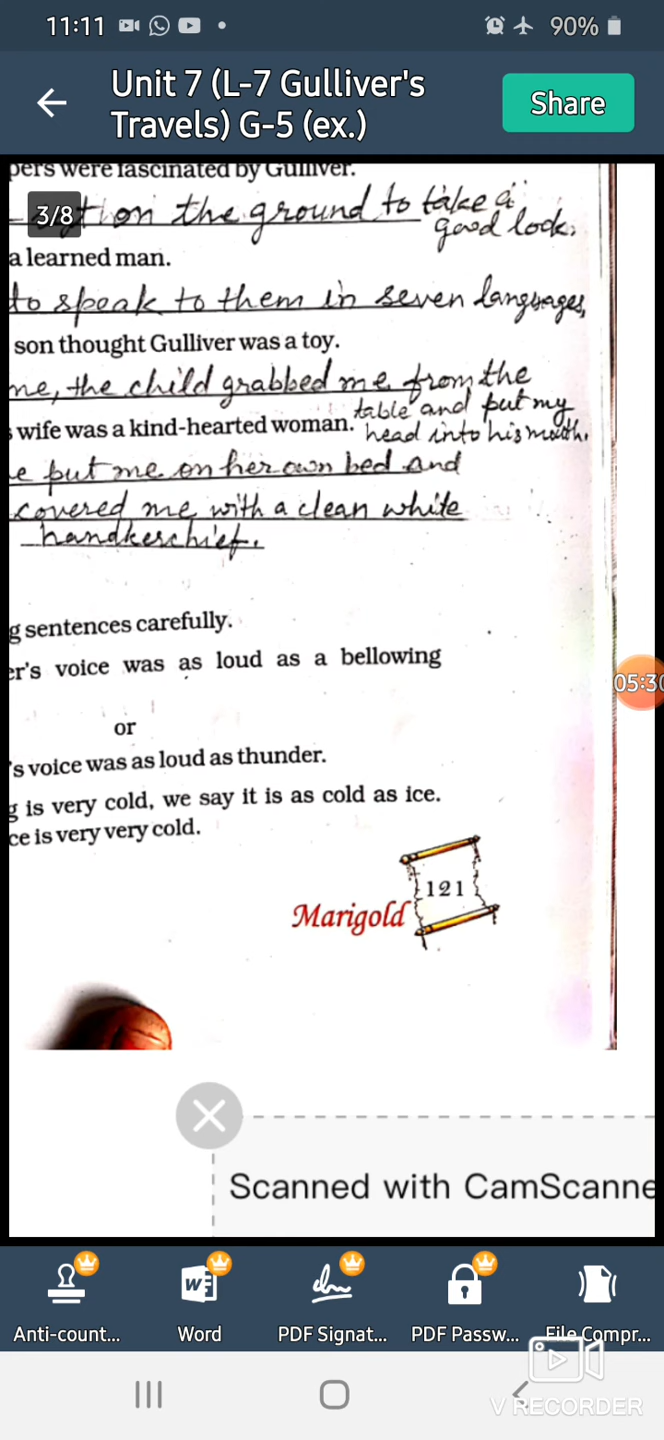 11:11
90%
Unit 7 (L-7 Gulliver's
Travels) G-5 (ex.)
Share
pers were fascinated by Gulliver.
3/8
on the ground to take a
good look.
a learned man.
to speak to them in seven languages,
son thought Gulliver was a toy.
me, the child grabbed me from the
table and put my
head into his mouth.
wife was a kind-hearted woman.
e put me on her own bed and
covered me with a clean white
handkerchief.
g sentences carefully.
er's voice was as loud as a bellowing
05:30
or
's voice was as loud as thunder.
g is very cold, we say it is as cold as ice.
ce is very very cold.
121
Marigold
Scanned with CamScanne
Anti-count...
Word
PDF Signat...
PDF Passw...
File Compr...
V RECORDER